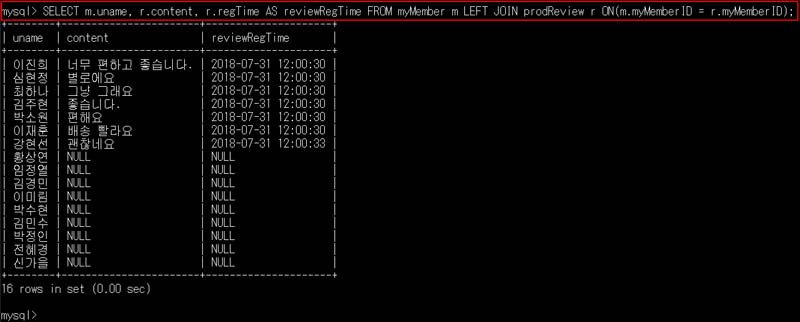 mysql> SELECT m.uname, r.content, r.regTime AS reviewRegTime FROM myMember m LEFT JOIN prodReview r ON(m.myMemberID = r.myMemberID);
+--------+-------------------------+---------------------+
| uname | content | reviewRegTime |
+--------+-------------------------+---------------------+
| 이진희 | 너무 편하고 좋습니다. | 2018-07-31 12:00:30 |
| 심현정 | 별로에요 | 2018-07-31 12:00:30 |
| 최하나 | 그냥 그래요 | 2018-07-31 12:00:30 |
| 김주현 | 좋습니다. | 2018-07-31 12:00:30 |
| 박소원 | 편해요 | 2018-07-31 12:00:30 |
| 이재훈 | 배송 빨라요 | 2018-07-31 12:00:30 |
| 강현선 | 괜찮네요 | 2018-07-31 12:00:33 |
| 황상연 | NULL | NULL |
| 임정열 | NULL | NULL |
| 김경민 | NULL | NULL |
| 이미림 | NULL | NULL |
| 박수현 | NULL | NULL |
| 김민수 | NULL | NULL |
| 박정인 | NULL | NULL |
| 전혜경 | NULL | NULL |
| 신가을 | NULL | NULL |
+--------+-------------------------+---------------------+
16 rows in set (0.00 sec)
mysql>